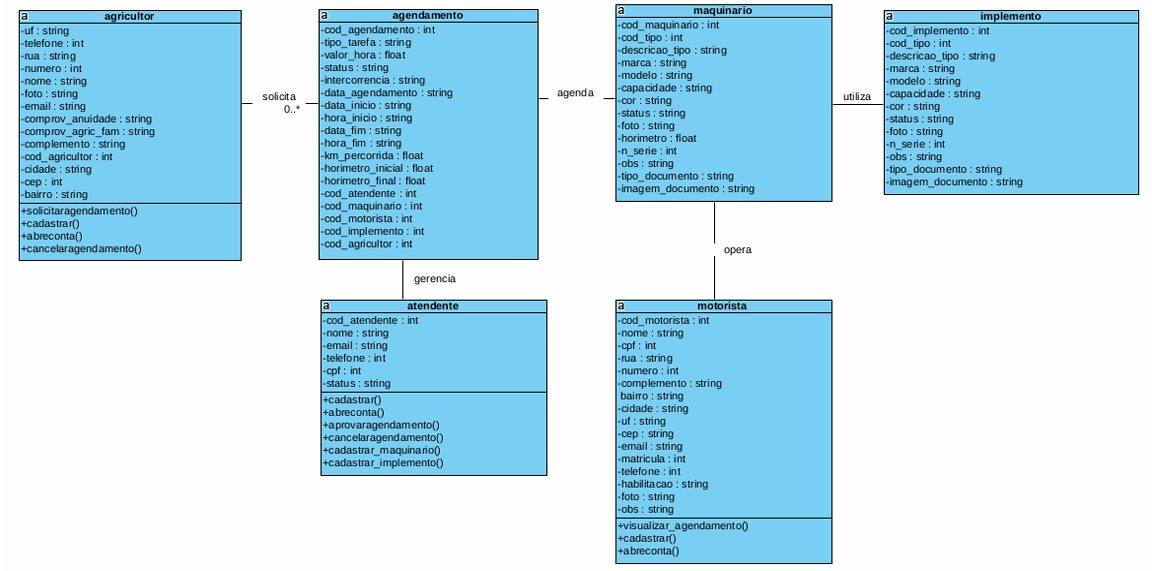 a agricultor
-uf : string
-telefone : int
-rua : string
-numero : int
-nome : string
-foto : string
-email : string
-comprov_anuidade : string
-comprov_agric_fam : string
-complemento : string
-cod_agricultor : int
-cidade : string
-cep : int
-bairro : string
+solicitaragendamento()
+cadastrar()
+abreconta()
+cancelaragendamento()
solicita
0..*
a agendamento
-cod_agendamento : int
-tipo_tarefa : string
-valor_hora : float
-status : string
-intercorrencia : string
-data_agendamento : string
-data_inicio : string
-hora_inicio : string
-data_fim : string
-hora_fim : string
-km_percorrida : float
-horimetro_inicial : float
-horimetro_final : float
-cod_atendente : int
-cod_maquinario : int
-cod_motorista : int
-cod_implemento : int
-cod_agricultor : int
agenda
a maquinario
-cod_maquinario : int
-cod_tipo : int
-descricao_tipo : string
-marca : string
-modelo : string
-capacidade : string
-cor : string
-status : string
-foto : string
-horimetro : float
-n_serie : int
-obs : string
-tipo_documento : string
-imagem_documento : string
utiliza
a implemento
-cod_implemento : int
-cod_tipo : int
-descricao_tipo : string
-marca : string
-modelo : string
-capacidade : string
-cor : string
-status : string
-foto : string
-n_serie : int
-obs : string
-tipo_documento : string
-imagem_documento : string
gerencia
opera
a atendente
-cod_atendente : int
-nome : string
-email : string
-telefone : int
-cpf : int
-status : string
+cadastrar()
+abreconta()
+aprovaragendamento()
+cancelaragendamento()
+cadastrar_maquinario()
+cadastrar_implemento()
a motorista
-cod_motorista : int
-nome : string
-cpf : int
-rua : string
-numero : int
-complemento : string
bairro : string
-cidade : string
-uf : string
-cep : string
-email : string
-matricula : int
-telefone : int
-habilitacao : string
-foto : string
-obs : string
+visualizar_agendamento()
+cadastrar()
+abreconta()